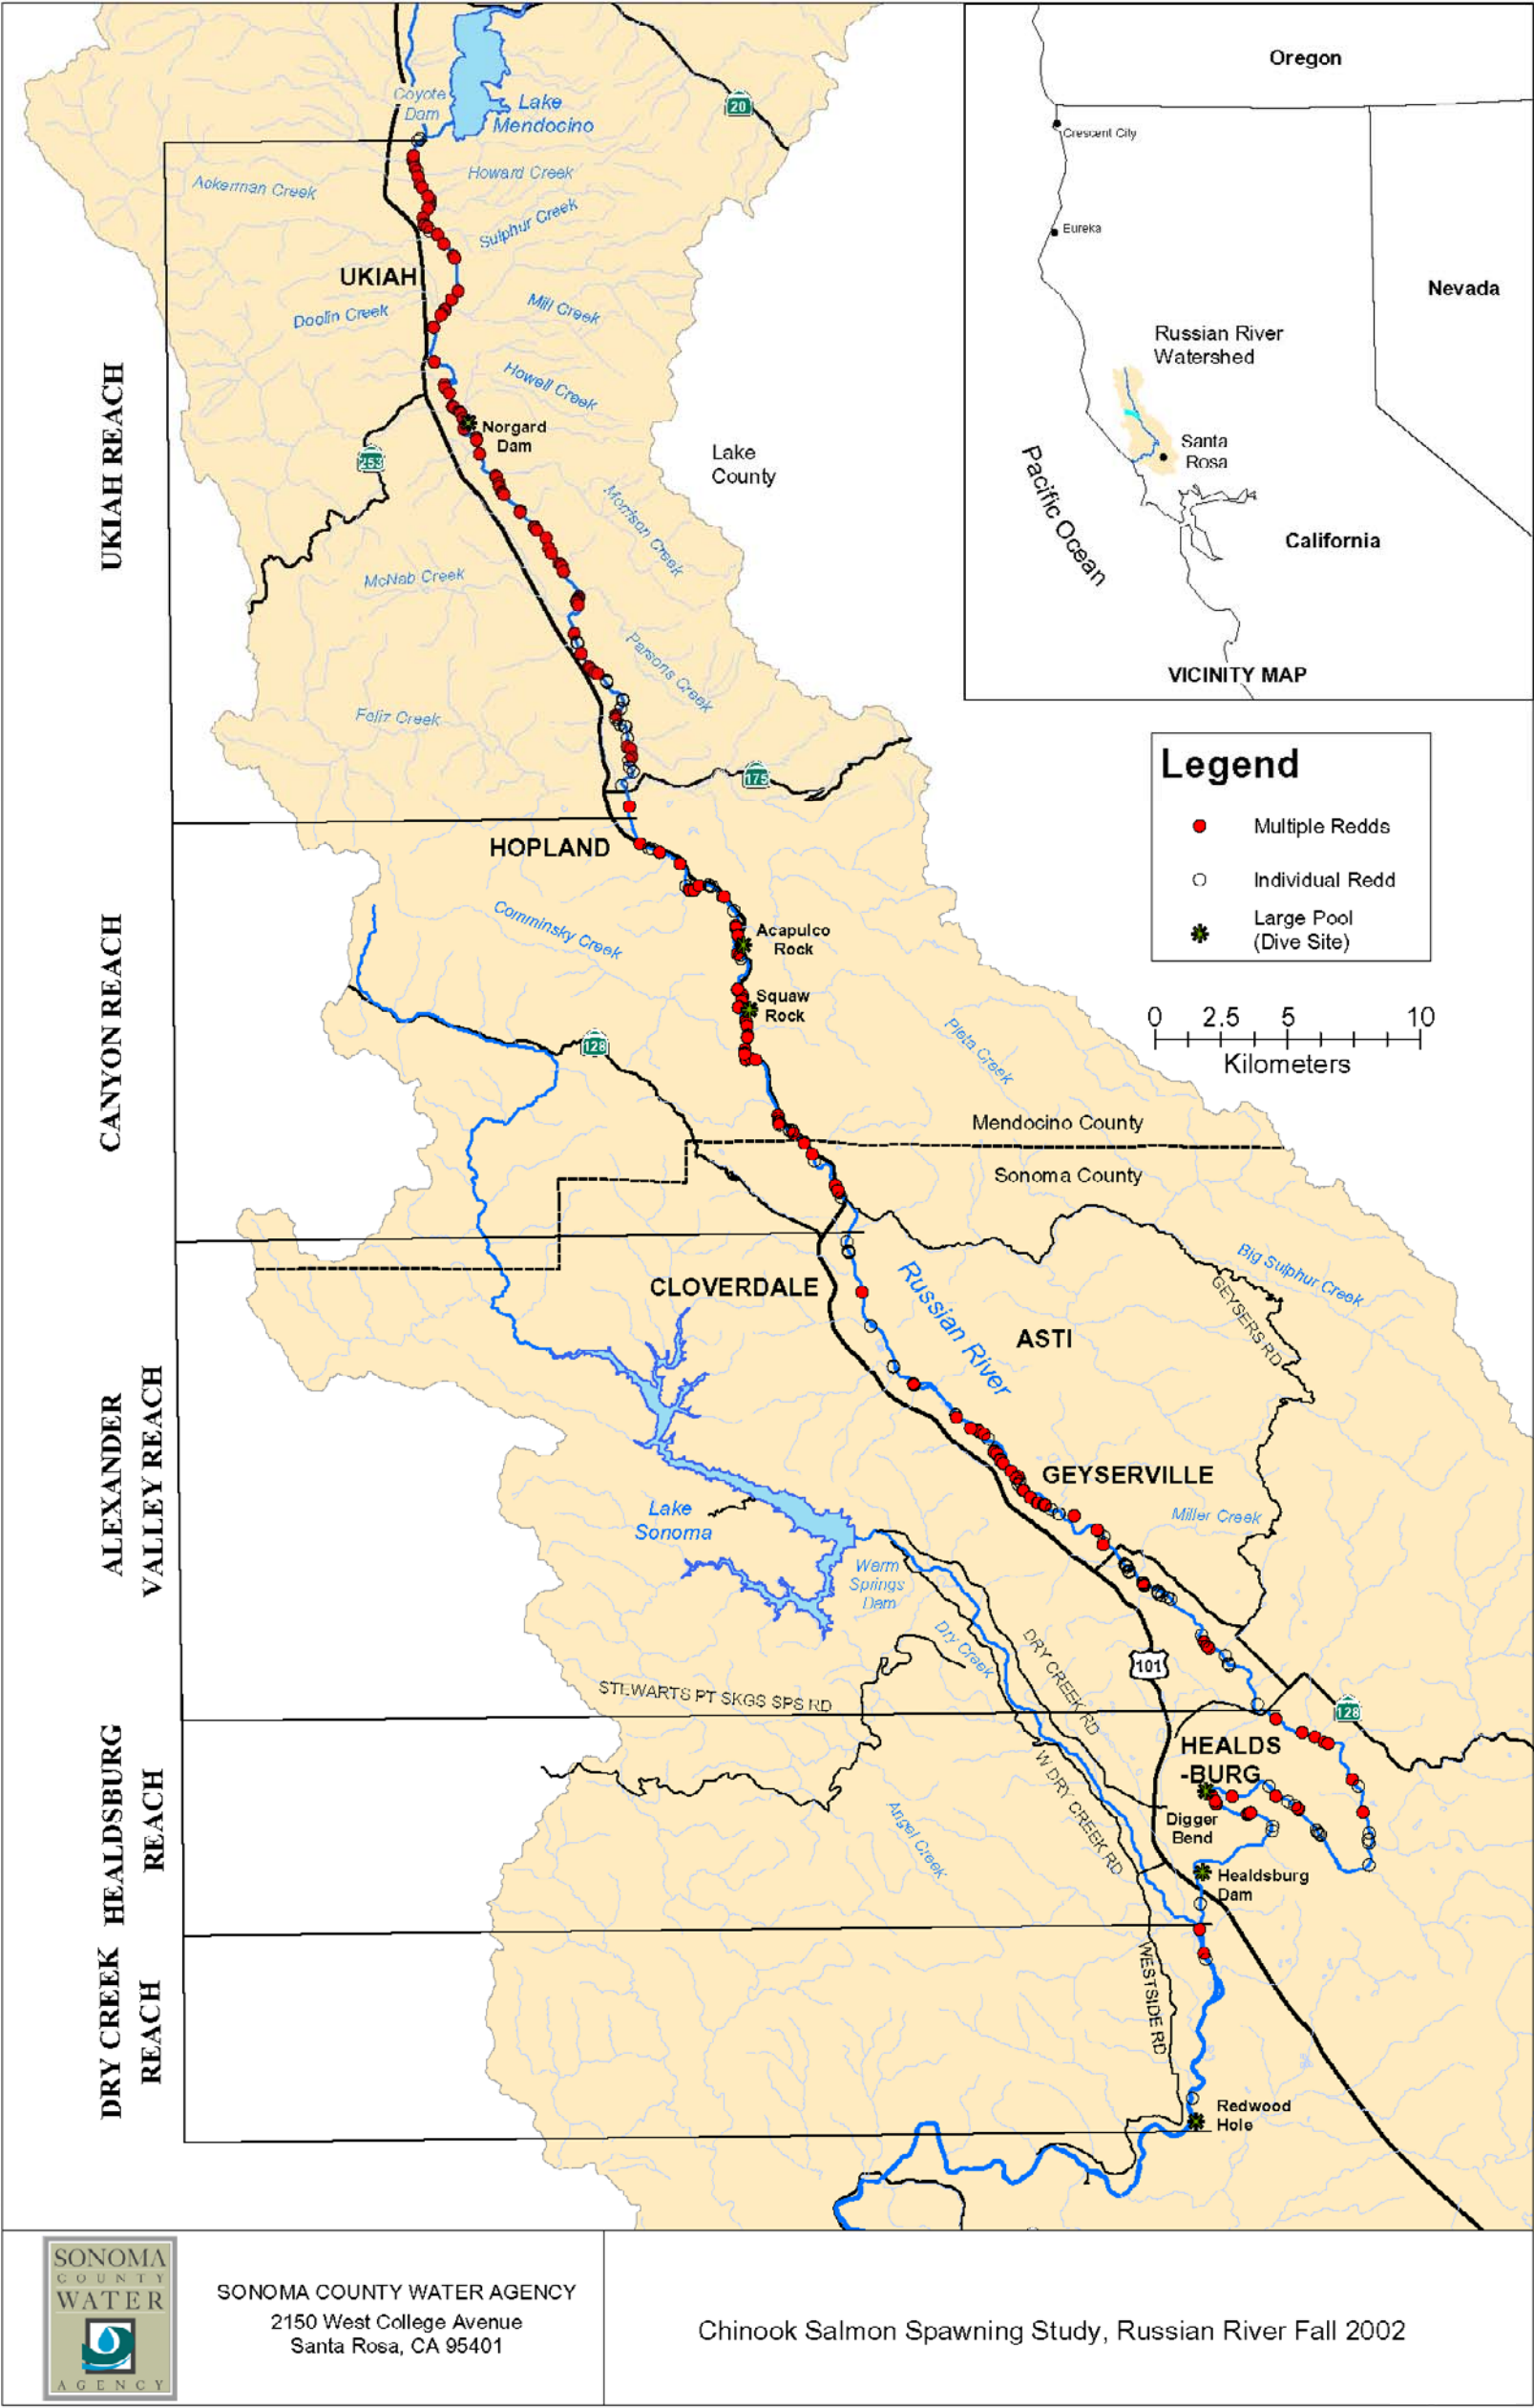 Coyote
Dam
Lake
Mendocino
20
Howard Creek
Ackerman Creek
Sulphur Creek
UKIAH
Mill Creek
Doolin Creek
Howell Creek
Norgard
Dam
253
Lake
County
Morrison Creek
McNab Creek
Parsons Creek
Feliz Creek
175
UKIAH REACH
Oregon
Crescent City
Eureka
Nevada
Russian River
Watershed
Santa
Rosa
Pacific Ocean
California
VICINITY MAP
Legend
Multiple Redds
Individual Redd
Large Pool
(Dive Site)
0 2.5 5 10
Kilometers
HOPLAND
Comminsky Creek
Acapulco
Rock
Squaw
Rock
Pieta Creek
128
CANYON REACH
Mendocino County
Sonoma County
Big Sulphur Creek
GEYSERS RD
CLOVERDALE
Russian River
ASTI
GEYSERVILLE
Miller Creek
Lake
Sonoma
Warm
Springs
Dam
Dry Creek
DRY CREEK RD
101
STEWARTS PT SKGS SPS RD
ALEXANDER
VALLEY REACH
128
HEALDS
-BURG
W DRY CREEK RD
Digger
Bend
Angel Creek
Healdsburg
Dam
HEALDSBURG
REACH
WESTSIDE RD
Redwood
Hole
DRY CREEK
REACH
SONOMA
COUNTY
WATER
AGENCY
SONOMA COUNTY WATER AGENCY
2150 West College Avenue
Santa Rosa, CA 95401
Chinook Salmon Spawning Study, Russian River Fall 2002